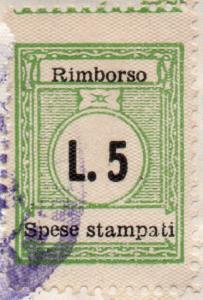 Rimborso
L. 5
Spese stampati